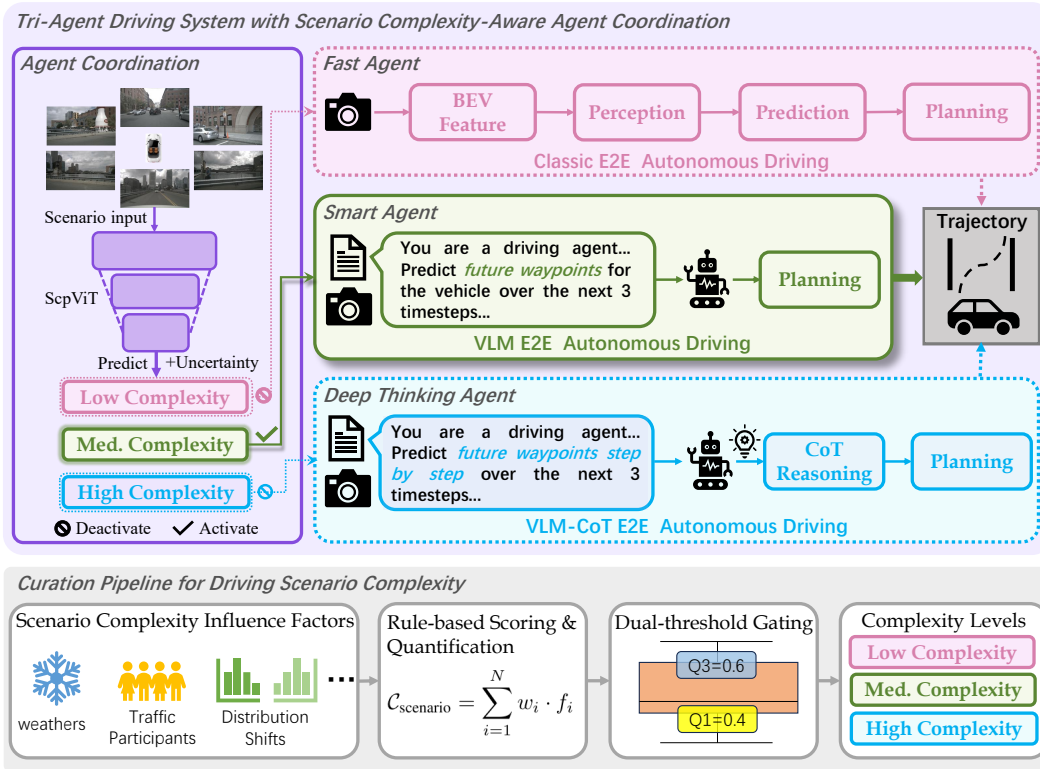 Tri-Agent Driving System with Scenario Complexity-Aware Agent Coordination
Agent Coordination
Scenario input
ScpViT
Predict
+Uncertainty
Low Complexity
Med. Complexity
High Complexity
Deactivate
Activate
Fast Agent
BEV
Feature
Perception
Prediction
Planning
Classic E2E Autonomous Driving
Smart Agent
You are a driving agent...
Predict future waypoints for
the vehicle over the next 3
timesteps...
Planning
VLM E2E Autonomous Driving
Trajectory
Deep Thinking Agent
You are a driving agent...
Predict future waypoints step
by step over the next 3
timesteps...
CoT
Reasoning
Planning
VLM-CoT E2E Autonomous Driving
Curation Pipeline for Driving Scenario Complexity
Scenario Complexity Influence Factors
weathers
Traffic
Participants
Distribution
Shifts
...
Rule-based Scoring &
Quantification
C_scenario = ∑_{i=1}^{N} w_i · f_i
Dual-threshold Gating
Q3=0.6
Q1=0.4
Complexity Levels
Low Complexity
Med. Complexity
High Complexity